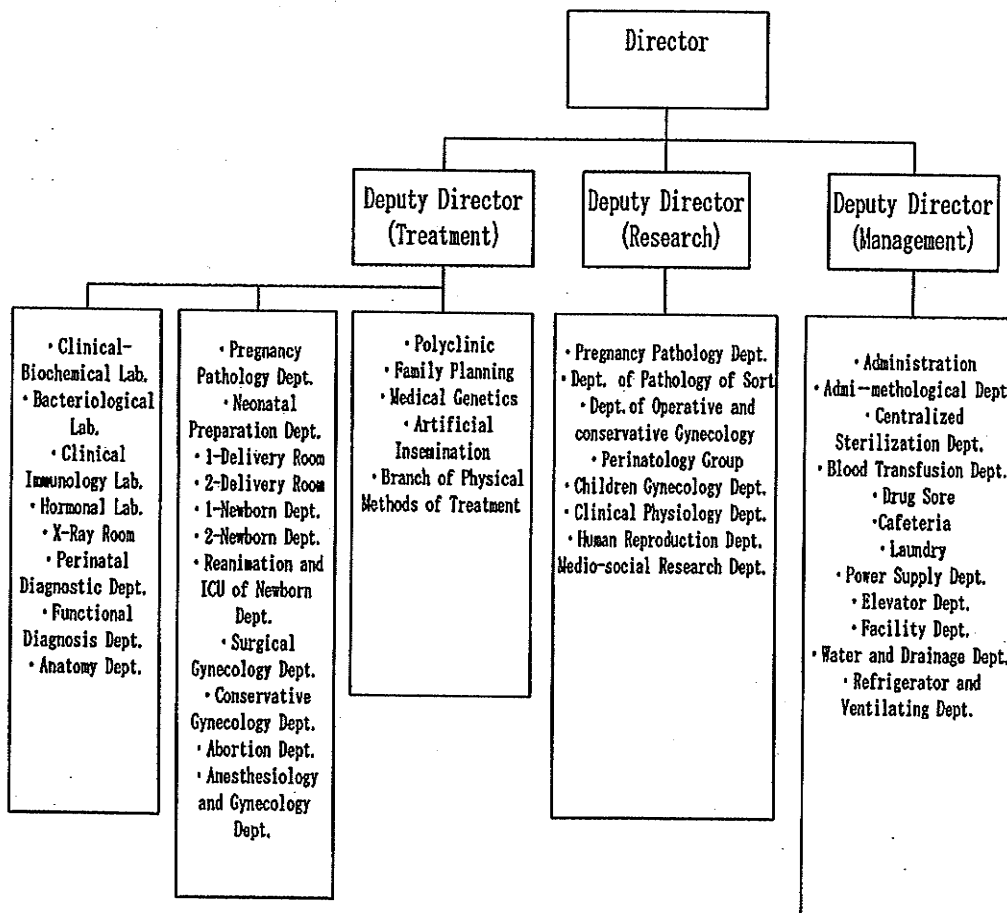 Director
Deputy Director
(Treatment)
Deputy Director
(Research)
Deputy Director
(Management)
・Clinical-
Biochemical Lab.
・Bacteriological
Lab.
・Clinical
Immunology Lab.
・Hormonal Lab.
・X-Ray Room
・Perinatal
Diagnostic Dept.
・Functional
Diagnosis Dept.
・Anatomy Dept.
・Pregnancy
Pathology Dept.
・Neonatal
Preparation Dept.
・1-Delivery Room
・2-Delivery Room
・1-Newborn Dept.
・2-Newborn Dept.
・Reanimation and
ICU of Newborn
Dept.
・Surgical
Gynecology Dept.
・Conservative
Gynecology Dept.
・Abortion Dept.
・Anesthesiology
and Gynecology
Dept.
・Polyclinic
・Family Planning
・Medical Genetics
・Artificial
Insemination
・Branch of Physical
Methods of Treatment
・Pregnancy Pathology Dept.
・Dept. of Pathology of Sort
・Dept. of Operative and
conservative Gynecology
・Perinatology Group
・Children Gynecology Dept.
・Clinical Physiology Dept.
・Human Reproduction Dept.
Medio-social Research Dept.
・Administration
・Admi-methological Dept
・Centralized
Sterilization Dept.
・Blood Transfusion Dept.
・Drug Sore
・Cafeteria
・Laundry
・Power Supply Dept.
・Elevator Dept.
・Facility Dept.
・Water and Drainage Dept.
・Refrigerator and
Ventilating Dept.